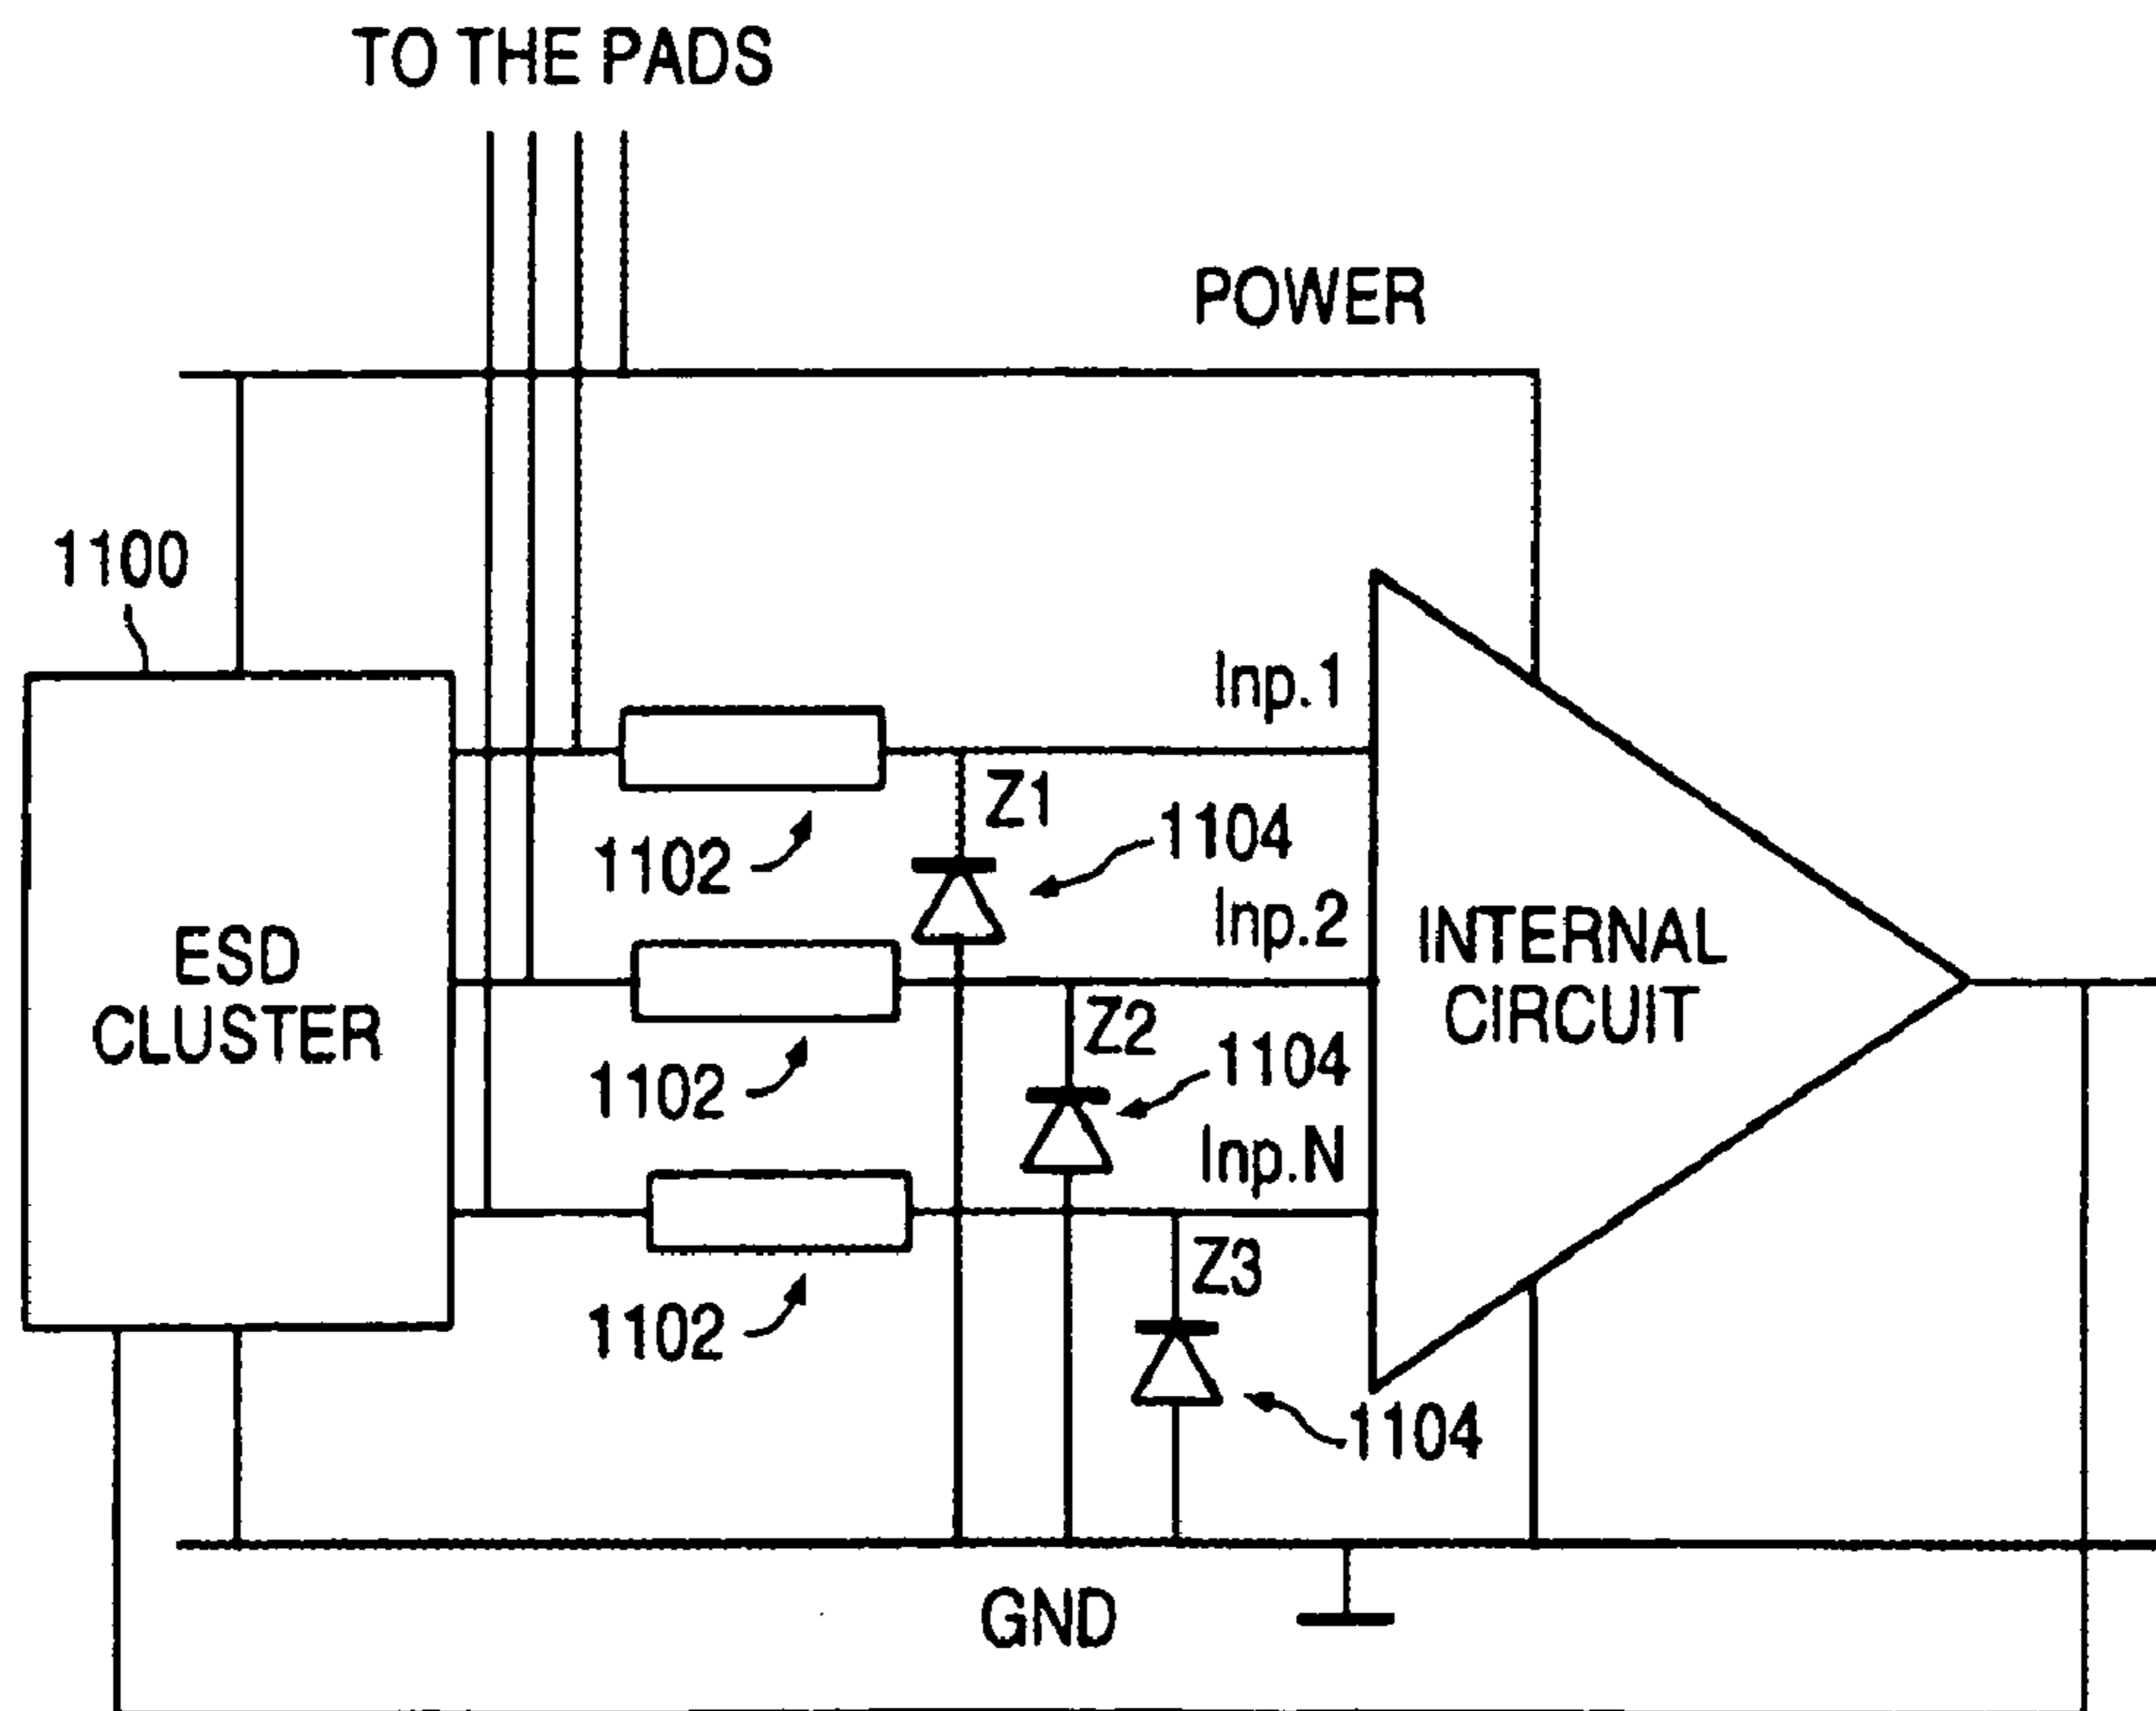 TO THE PADS
POWER
1100
Inp.1
Z1
1102
1104
Inp.2
ESD
CLUSTER
INTERNAL
CIRCUIT
Z2
1102
1104
Inp.N
Z3
1102
1104
GND